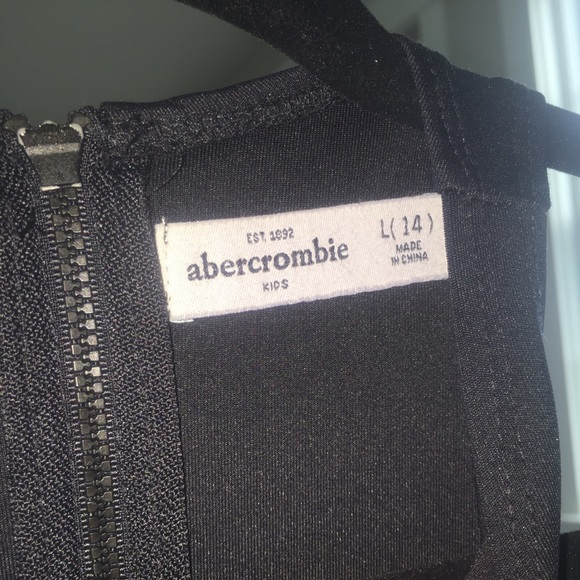 EST. 1892
abercrombie
KIDS
L(14)
MADE
IN CHINA